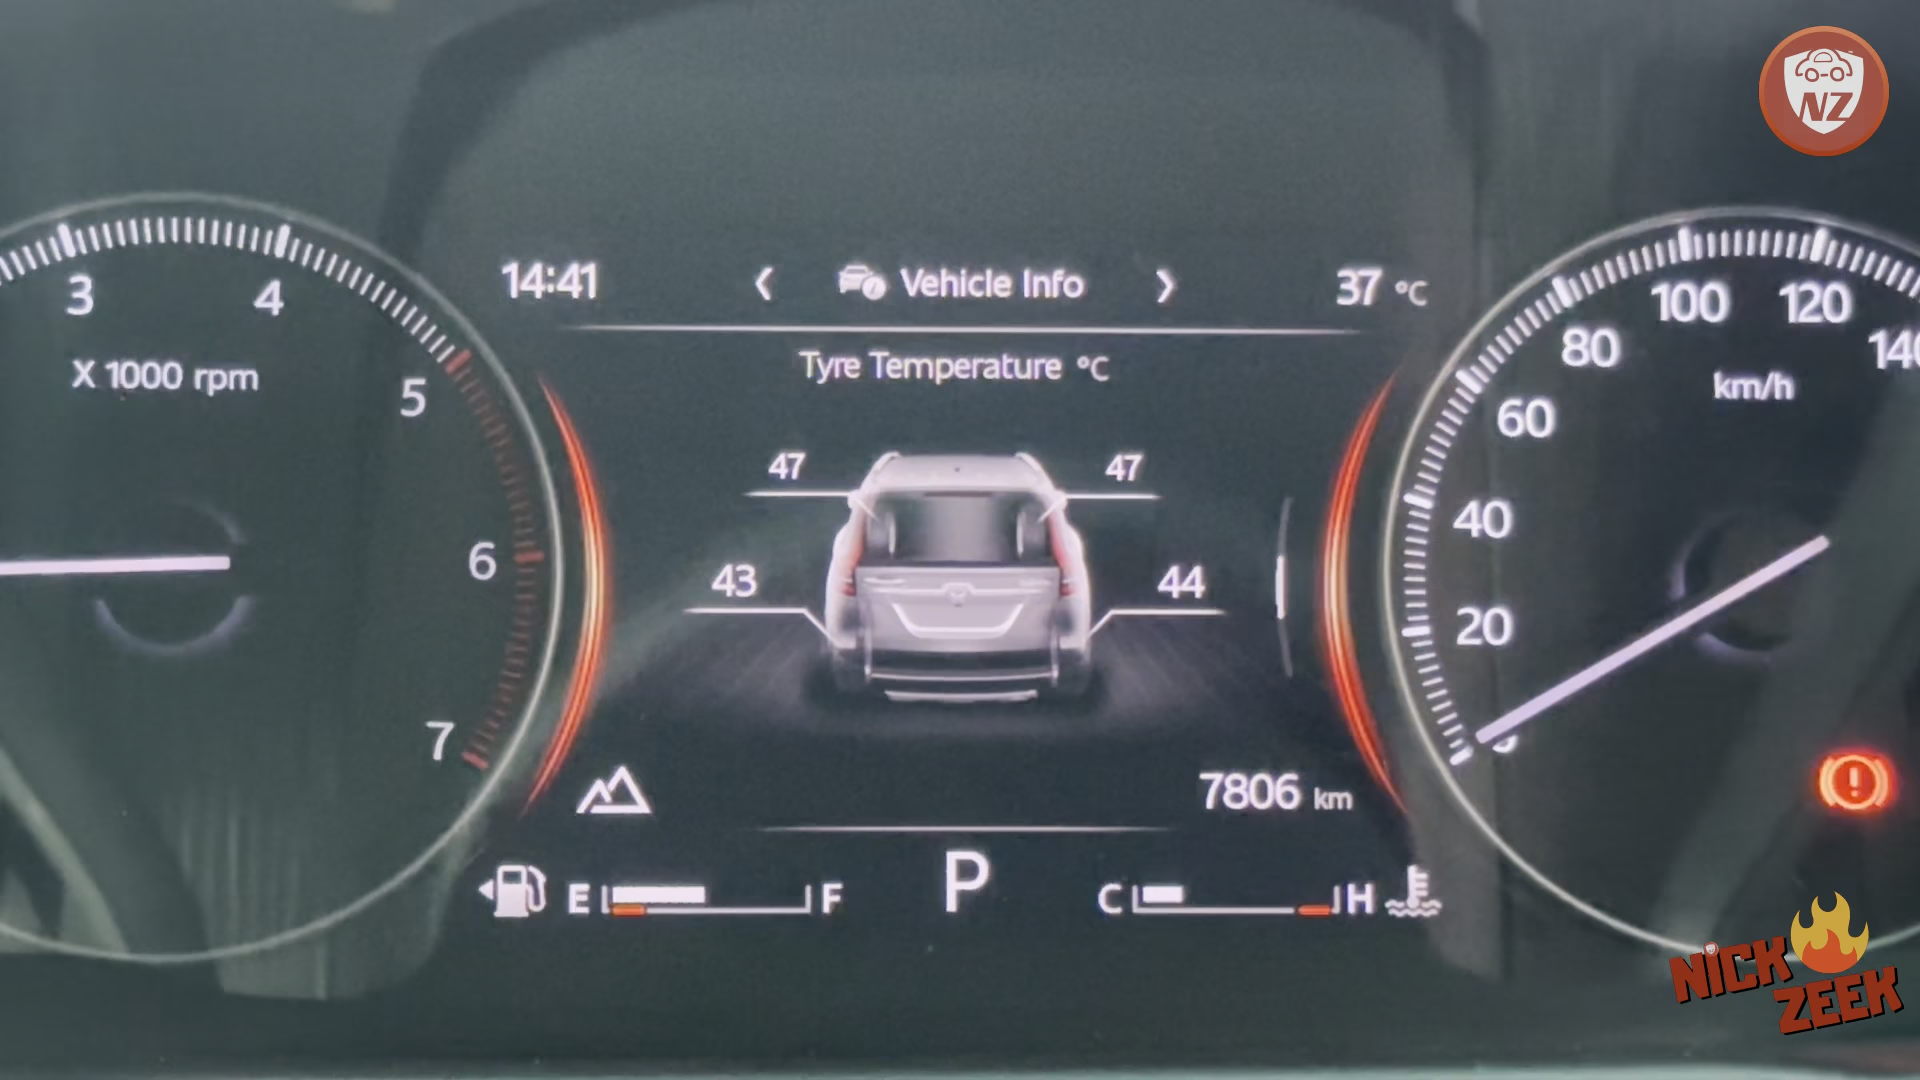 NZ
14:41
Vehicle Info
37 °C
Tyre Temperature °C
3
4
5
6
7
X 1000 rpm
47
47
43
44
100
120
140
80
60
40
20
km/h
7806 km
E
F
P
C
H
NICK
ZEEK